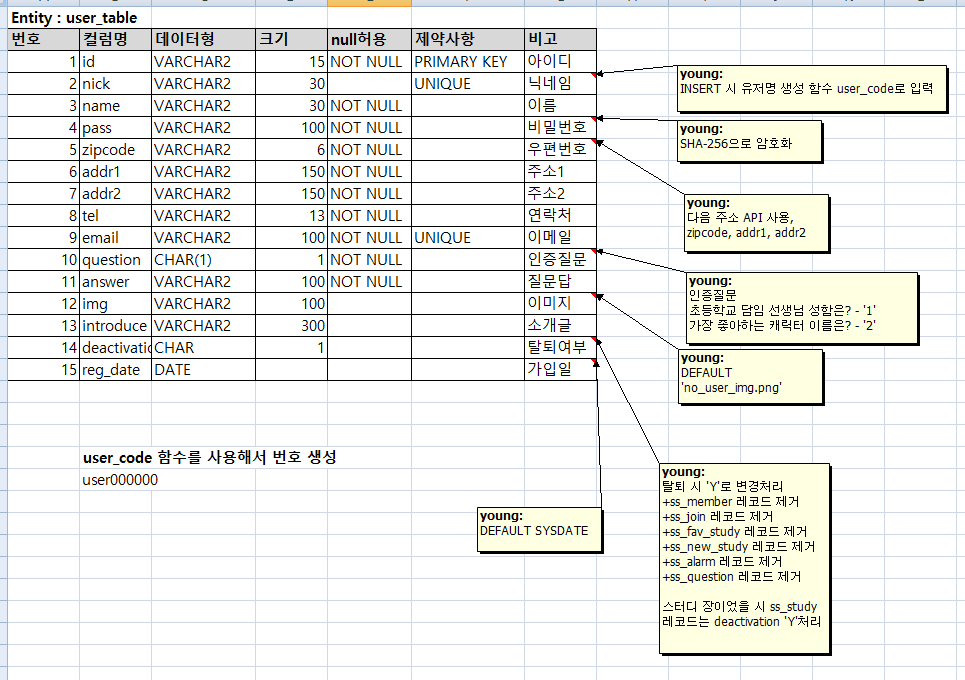 Entity : user_table
번호 컬럼명 데이터형 크기 null허용 제약사항 비고
1 id VARCHAR2 15 NOT NULL PRIMARY KEY 아이디
2 nick VARCHAR2 30 UNIQUE 닉네임
3 name VARCHAR2 30 NOT NULL 이름
4 pass VARCHAR2 100 NOT NULL 비밀번호
5 zipcode VARCHAR2 6 NOT NULL 우편번호
6 addr1 VARCHAR2 150 NOT NULL 주소1
7 addr2 VARCHAR2 150 NOT NULL 주소2
8 tel VARCHAR2 13 NOT NULL 연락처
9 email VARCHAR2 100 NOT NULL UNIQUE 이메일
10 question CHAR(1) 1 NOT NULL 인증질문
11 answer VARCHAR2 100 NOT NULL 질문답
12 img VARCHAR2 100 이미지
13 introduce VARCHAR2 300 소개글
14 deactivatic CHAR 1 탈퇴여부
15 reg_date DATE 가입일
young:
INSERT 시 유저명 생성 함수 user_code로 입력
young:
SHA-256으로 암호화
young:
다음 주소 API 사용,
zipcode, addr1, addr2
young:
인증질문
초등학교 담임 선생님 성함은? - '1'
가장 좋아하는 캐릭터 이름은? - '2'
young:
DEFAULT
'no_user_img.png'
user_code 함수를 사용해서 번호 생성
user000000
young:
DEFAULT SYSDATE
young:
탈퇴 시 'Y'로 변경처리
+ss_member 레코드 제거
+ss_join 레코드 제거
+ss_fav_study 레코드 제거
+ss_new_study 레코드 제거
+ss_alarm 레코드 제거
+ss_question 레코드 제거
스터디 장이었을 시 ss_study
레코드는 deactivation 'Y'처리